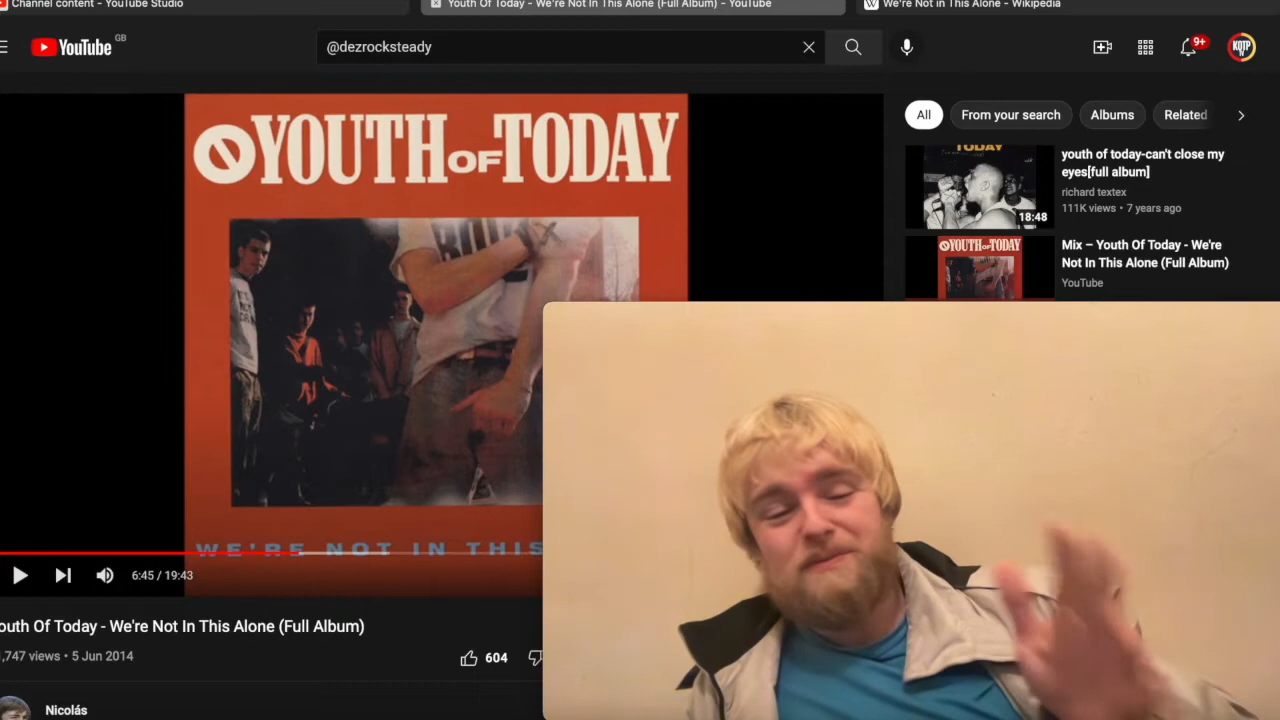 Channel content - YouTube Studio
Youth Of Today - We're Not In This Alone (Full Album) - YouTube
We're Not in This Alone - Wikipedia
YouTube GB
@dezrocksteady
9+
KOTP
TV
All
From your search
Albums
Related
YOUTH OF TODAY
TODAY
18:48
youth of today-can't close my
eyes[full album]
richard textex
111K views • 7 years ago
YOUTH OF TODAY
Mix – Youth Of Today - We're
Not In This Alone (Full Album)
YouTube
WE'RE NOT IN THIS
6:45 / 19:43
outh Of Today - We're Not In This Alone (Full Album)
,747 views • 5 Jun 2014
604
Nicolás